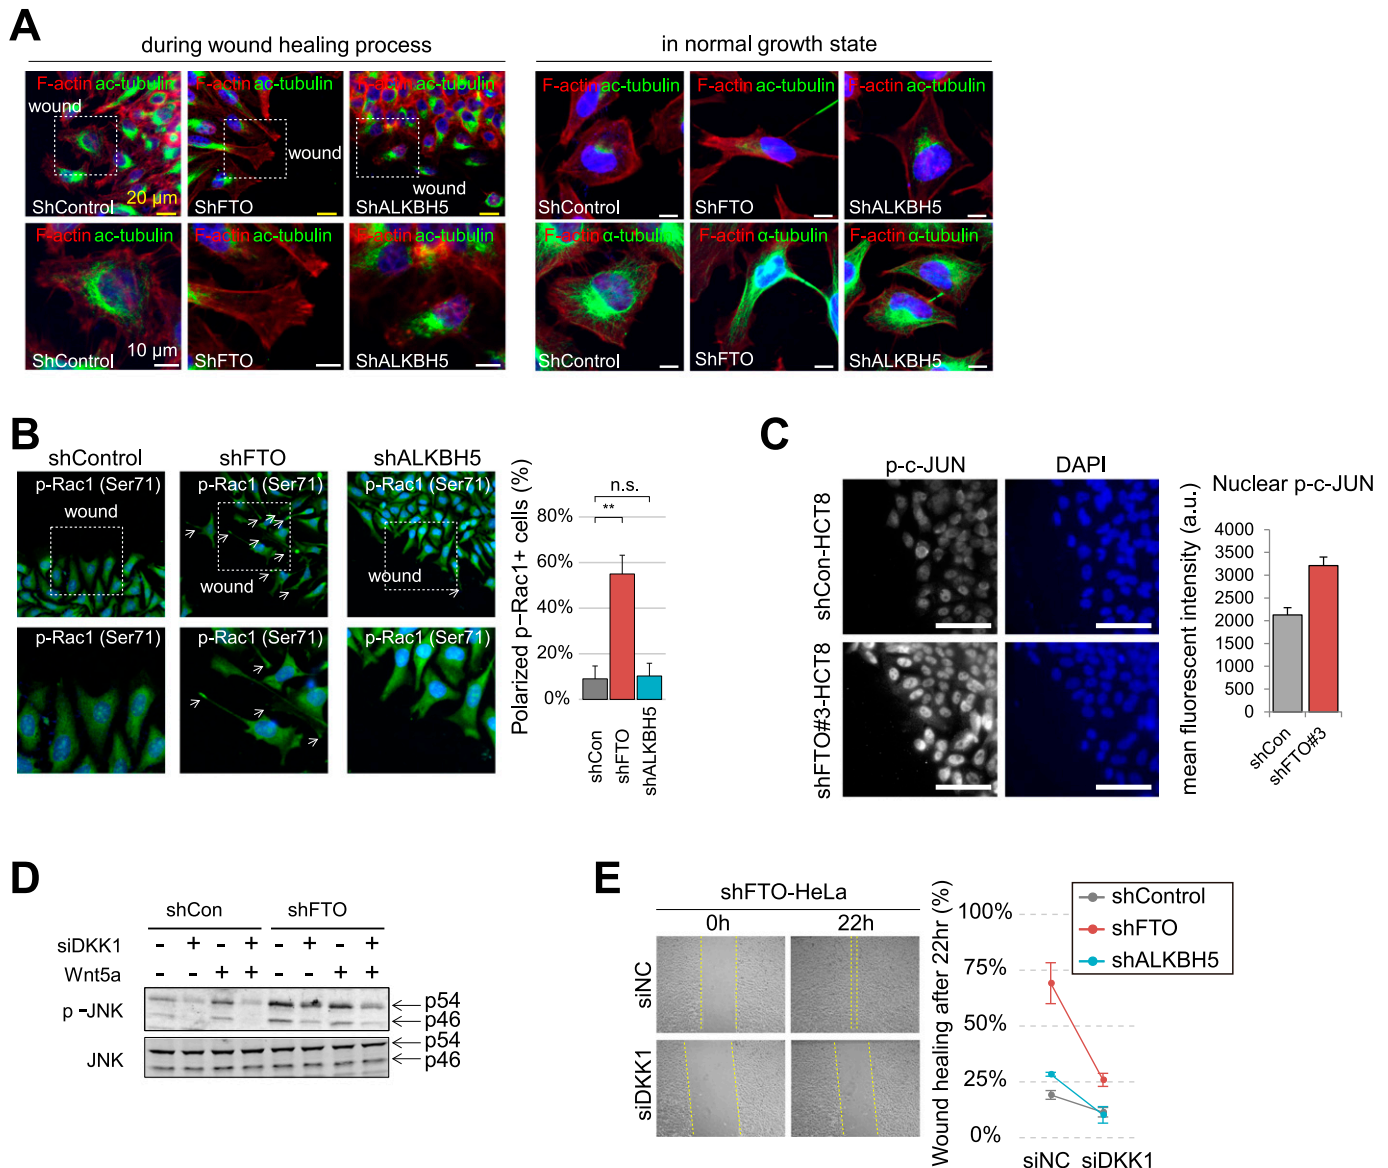 A
during wound healing process
in normal growth state
F-actin ac-tubulin
wound
20 µm
ShControl
F-actin ac-tubulin
wound
ShFTO
F-actin ac-tubulin
wound
ShALKBH5
F-actin ac-tubulin
ShControl
F-actin ac-tubulin
ShFTO
F-actin ac-tubulin
ShALKBH5
F-actin ac-tubulin
10 µm
ShControl
F-actin ac-tubulin
ShFTO
F-actin ac-tubulin
ShALKBH5
F-actin α-tubulin
ShControl
F-actin α-tubulin
ShFTO
F-actin α-tubulin
ShALKBH5
B
shControl
shFTO
shALKBH5
p-Rac1 (Ser71)
wound
p-Rac1 (Ser71)
wound
p-Rac1 (Ser71)
wound
p-Rac1 (Ser71)
p-Rac1 (Ser71)
p-Rac1 (Ser71)
Polarized p-Rac1+ cells (%)
n.s.
**
80%
60%
40%
20%
0%
shCon
shFTO
shALKBH5
C
p-c-JUN
DAPI
shCon-HCT8
shFTO#3-HCT8
Nuclear p-c-JUN
mean fluorescent intensity (a.u.)
4000
3500
3000
2500
2000
1500
1000
500
0
shCon
shFTO#3
D
shCon
shFTO
siDKK1 - + - + - + - +
Wnt5a - - + + - - + +
p-JNK
p54
p46
JNK
p54
p46
E
shFTO-HeLa
0h
22h
siNC
siDKK1
Wound healing after 22hr (%)
100%
75%
50%
25%
0%
siNC
siDKK1
shControl
shFTO
shALKBH5